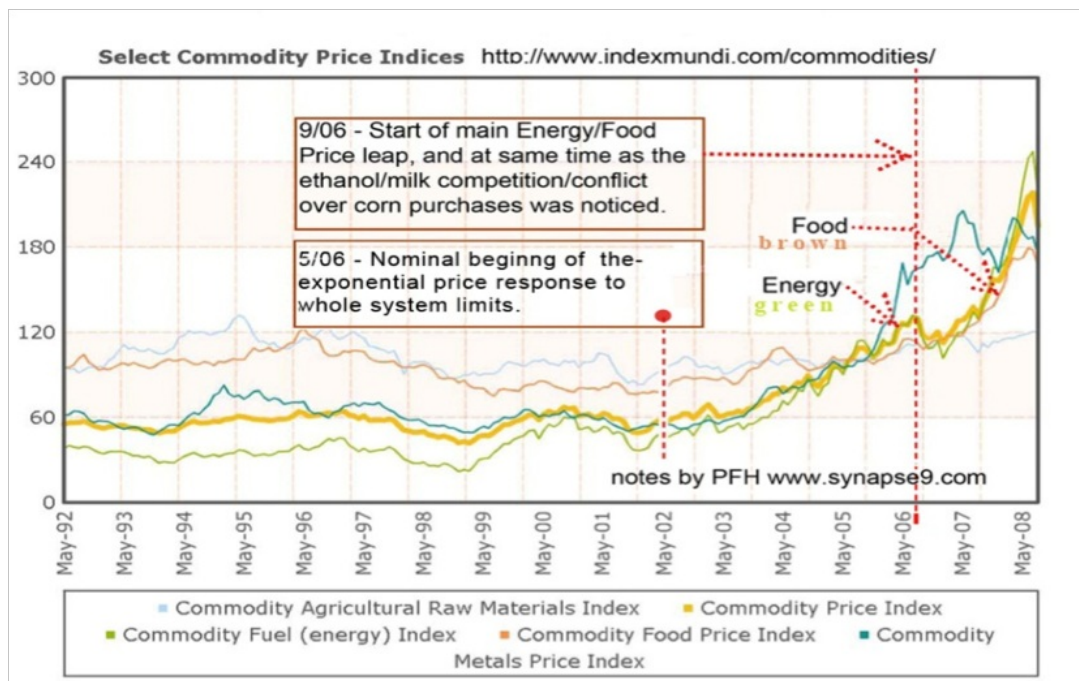 Select Commodity Price Indices http://www.indexmundi.com/commodities/
300
240
180
120
60
0
9/06 - Start of main Energy/Food
Price leap, and at same time as the
ethanol/milk competition/conflict
over corn purchases was noticed.
5/06 - Nominal beginng of the-
exponential price response to
whole system limits.
Food
brown
Energy
green
notes by PFH www.synapse9.com
May-92
May-93
May-94
May-95
May-96
May-97
May-98
May-99
May-00
May-01
May-02
May-03
May-04
May-05
May-06
May-07
May-08
Commodity Agricultural Raw Materials Index Commodity Price Index
Commodity Fuel (energy) Index Commodity Food Price Index Commodity
Metals Price Index